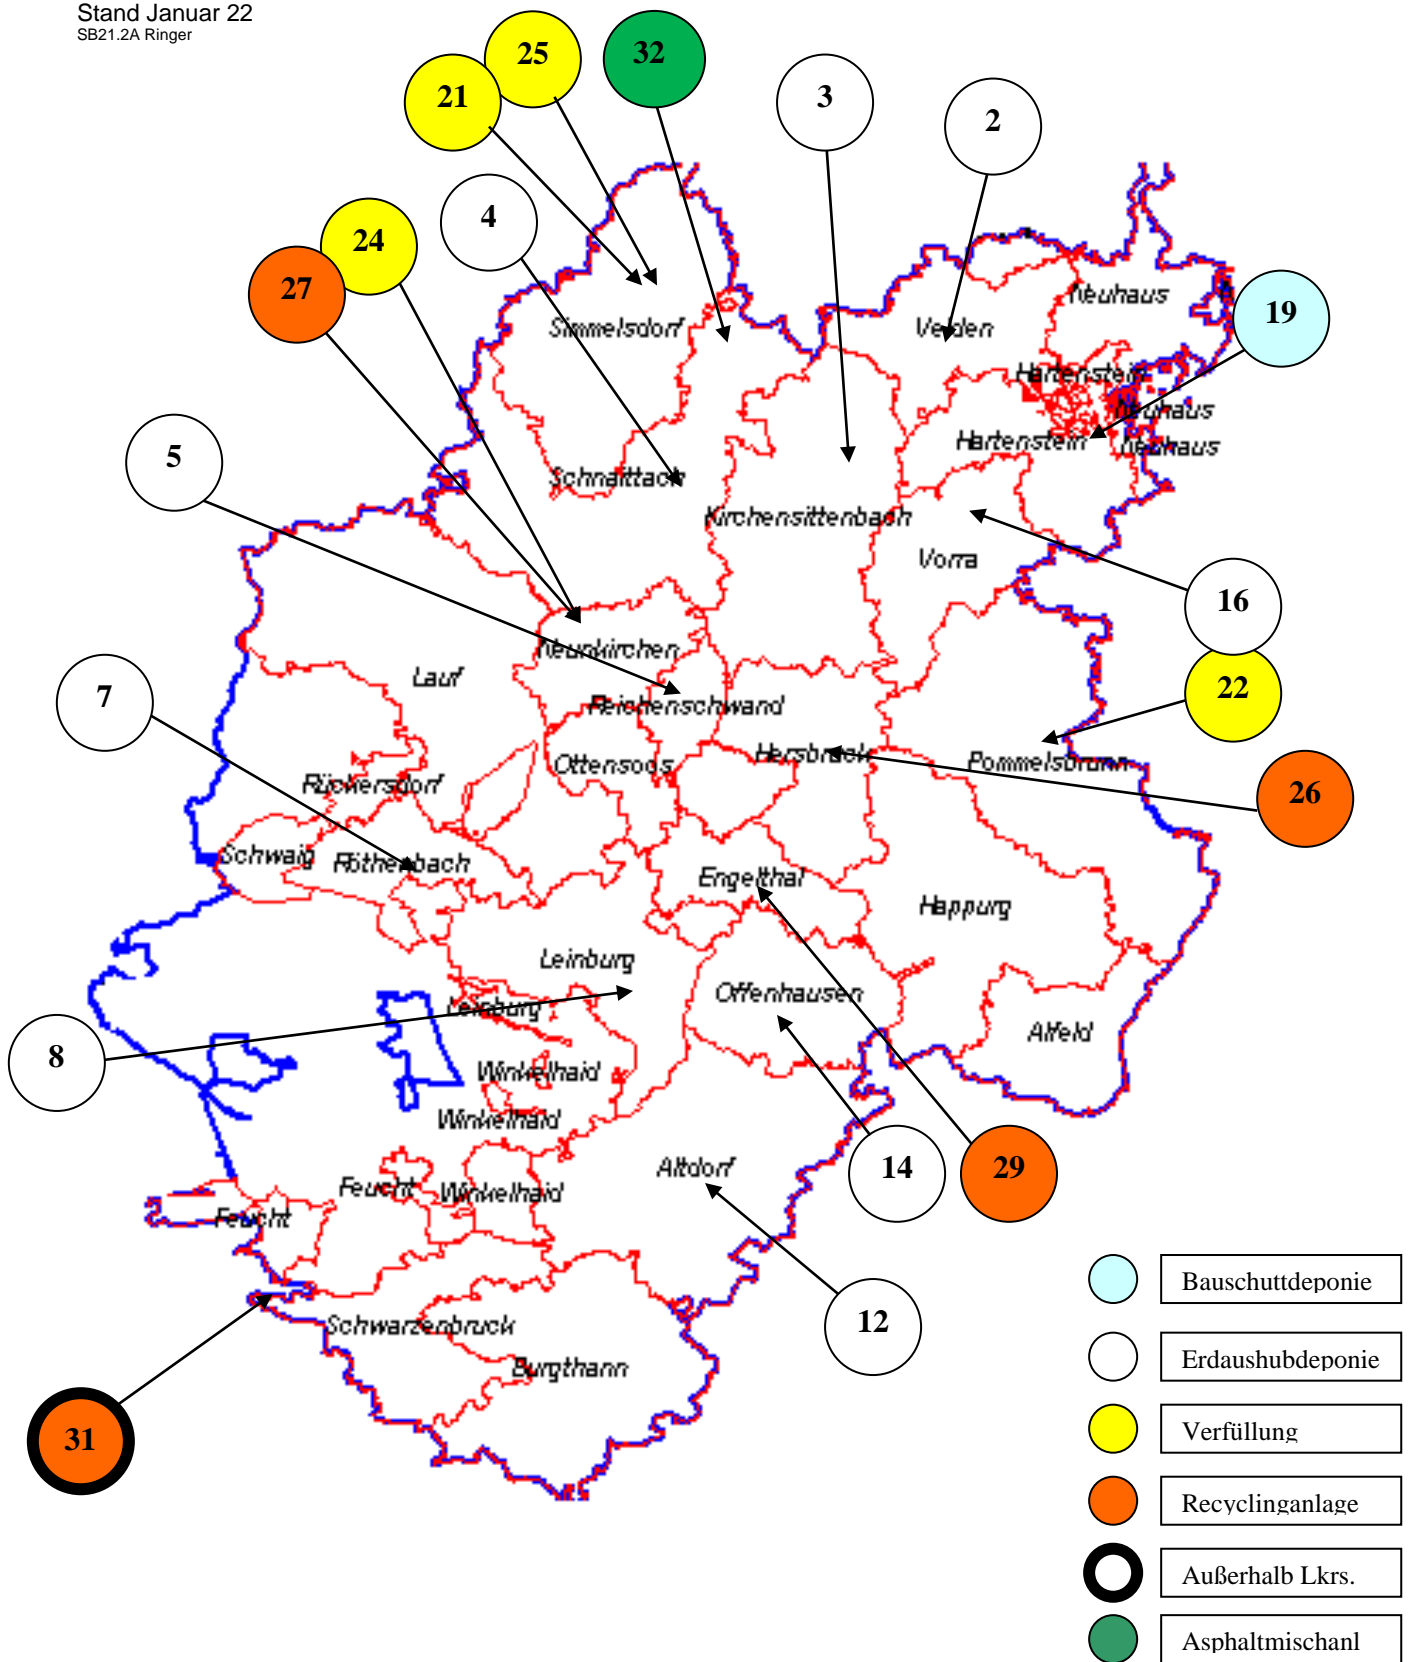 Stand Januar 22
SB21.2A Ringer
25
32
21
3
2
4
24
27
19
Neuhaus
Simmelsdorf
Velden
Hartenstein
Neuhaus
Hartenstein
Neuhaus
5
Schnaittach
Kirchensittenbach
Vorra
16
Neunkirchen
Lauf
22
7
Reichenschwand
Hersbruck
Pommelsbrunn
Ottensoos
Rückersdorf
26
Schwaig
Röthenbach
Engelthal
Happurg
Leinburg
Offenhausen
Leinburg
Alfeld
8
Winkelhaid
Winkelhaid
Altdorf
14
29
Feucht
Winkelhaid
Feucht
Bauschuttdeponie
12
Schwarzenbruck
Erdaushubdeponie
Burgthann
Verfüllung
31
Recyclinganlage
Außerhalb Lkrs.
Asphaltmischanl